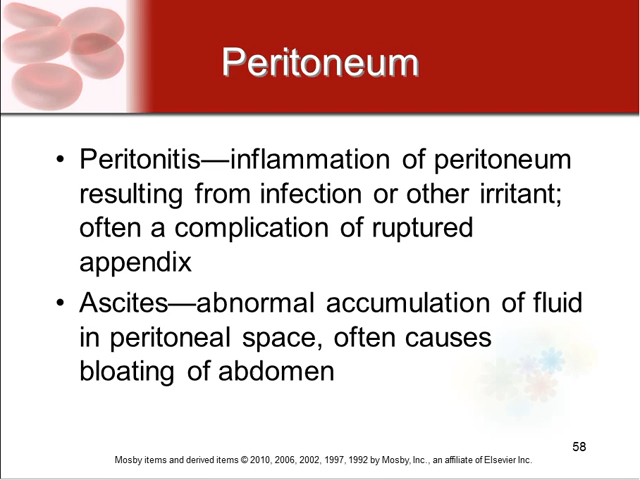 Peritoneum
• Peritonitis—inflammation of peritoneum
resulting from infection or other irritant;
often a complication of ruptured
appendix
• Ascites—abnormal accumulation of fluid
in peritoneal space, often causes
bloating of abdomen
58
Mosby items and derived items © 2010, 2006, 2002, 1997, 1992 by Mosby, Inc., an affiliate of Elsevier Inc.